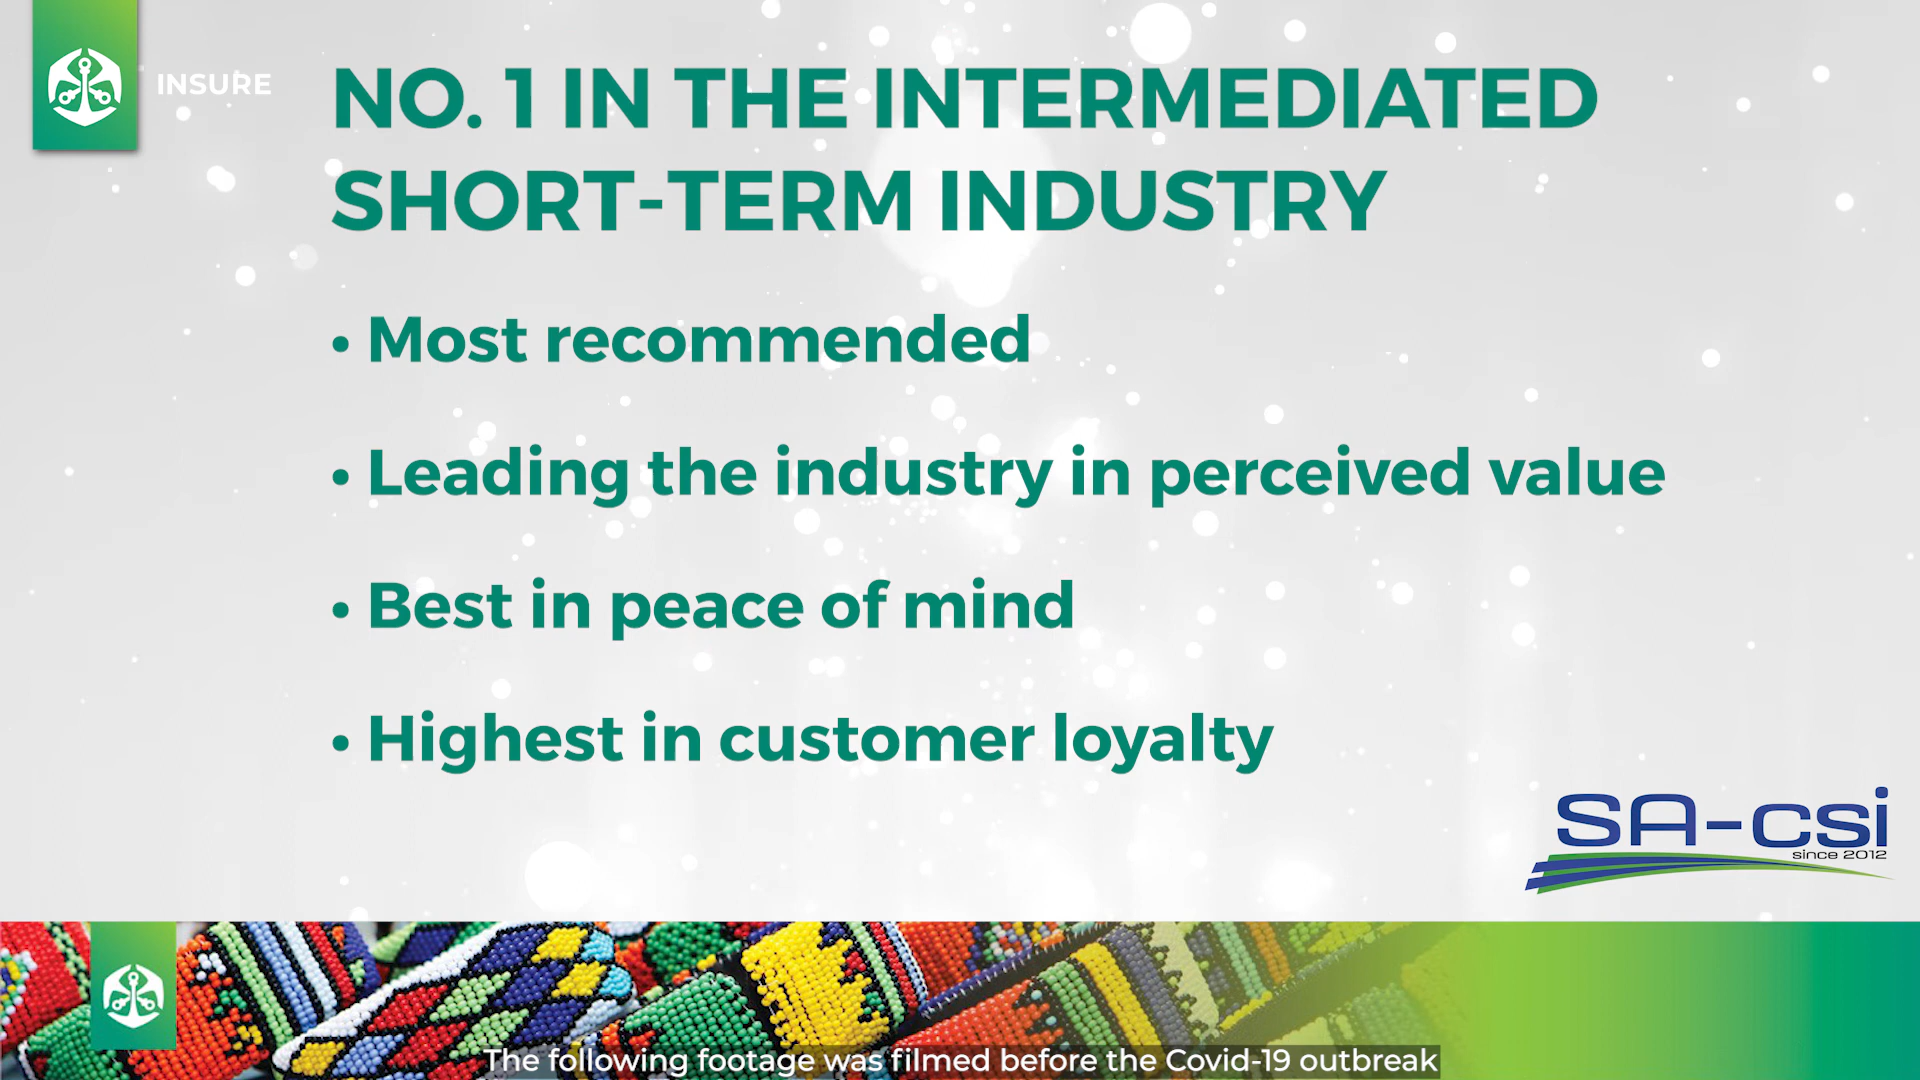 INSURE
NO. 1 IN THE INTERMEDIATED
SHORT-TERM INDUSTRY
• Most recommended
• Leading the industry in perceived value
• Best in peace of mind
• Highest in customer loyalty
SA-csi
since 2012
The following footage was filmed before the Covid-19 outbreak